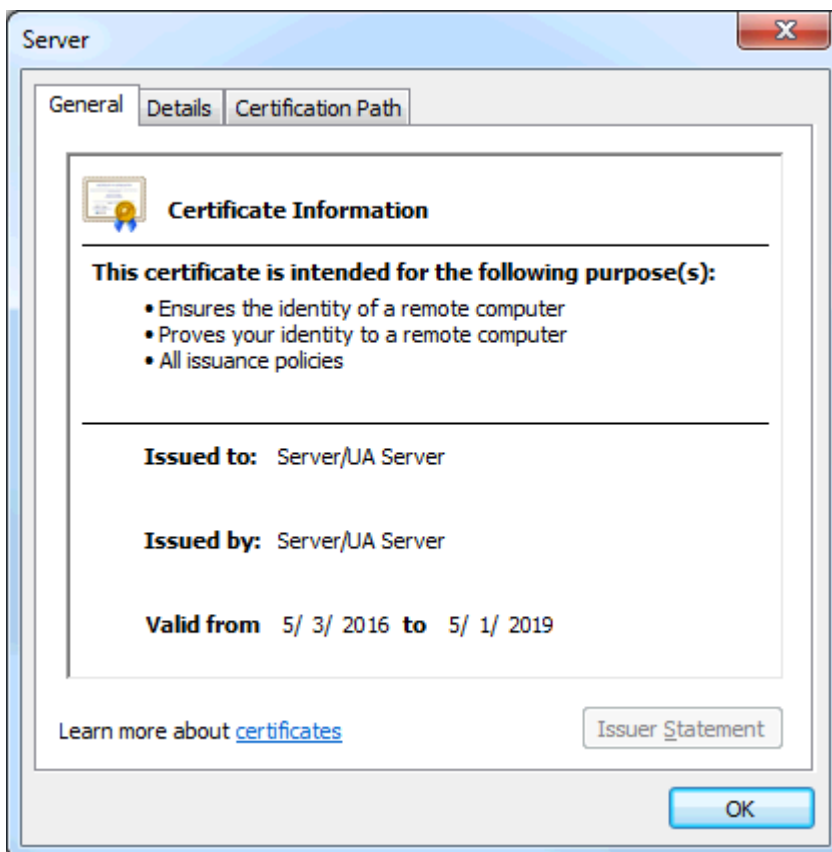 Server
General Details Certification Path
Certificate Information
This certificate is intended for the following purpose(s):
• Ensures the identity of a remote computer
• Proves your identity to a remote computer
• All issuance policies
Issued to: Server/UA Server
Issued by: Server/UA Server
Valid from 5/ 3/ 2016 to 5/ 1/ 2019
Learn more about certificates
Issuer Statement
OK